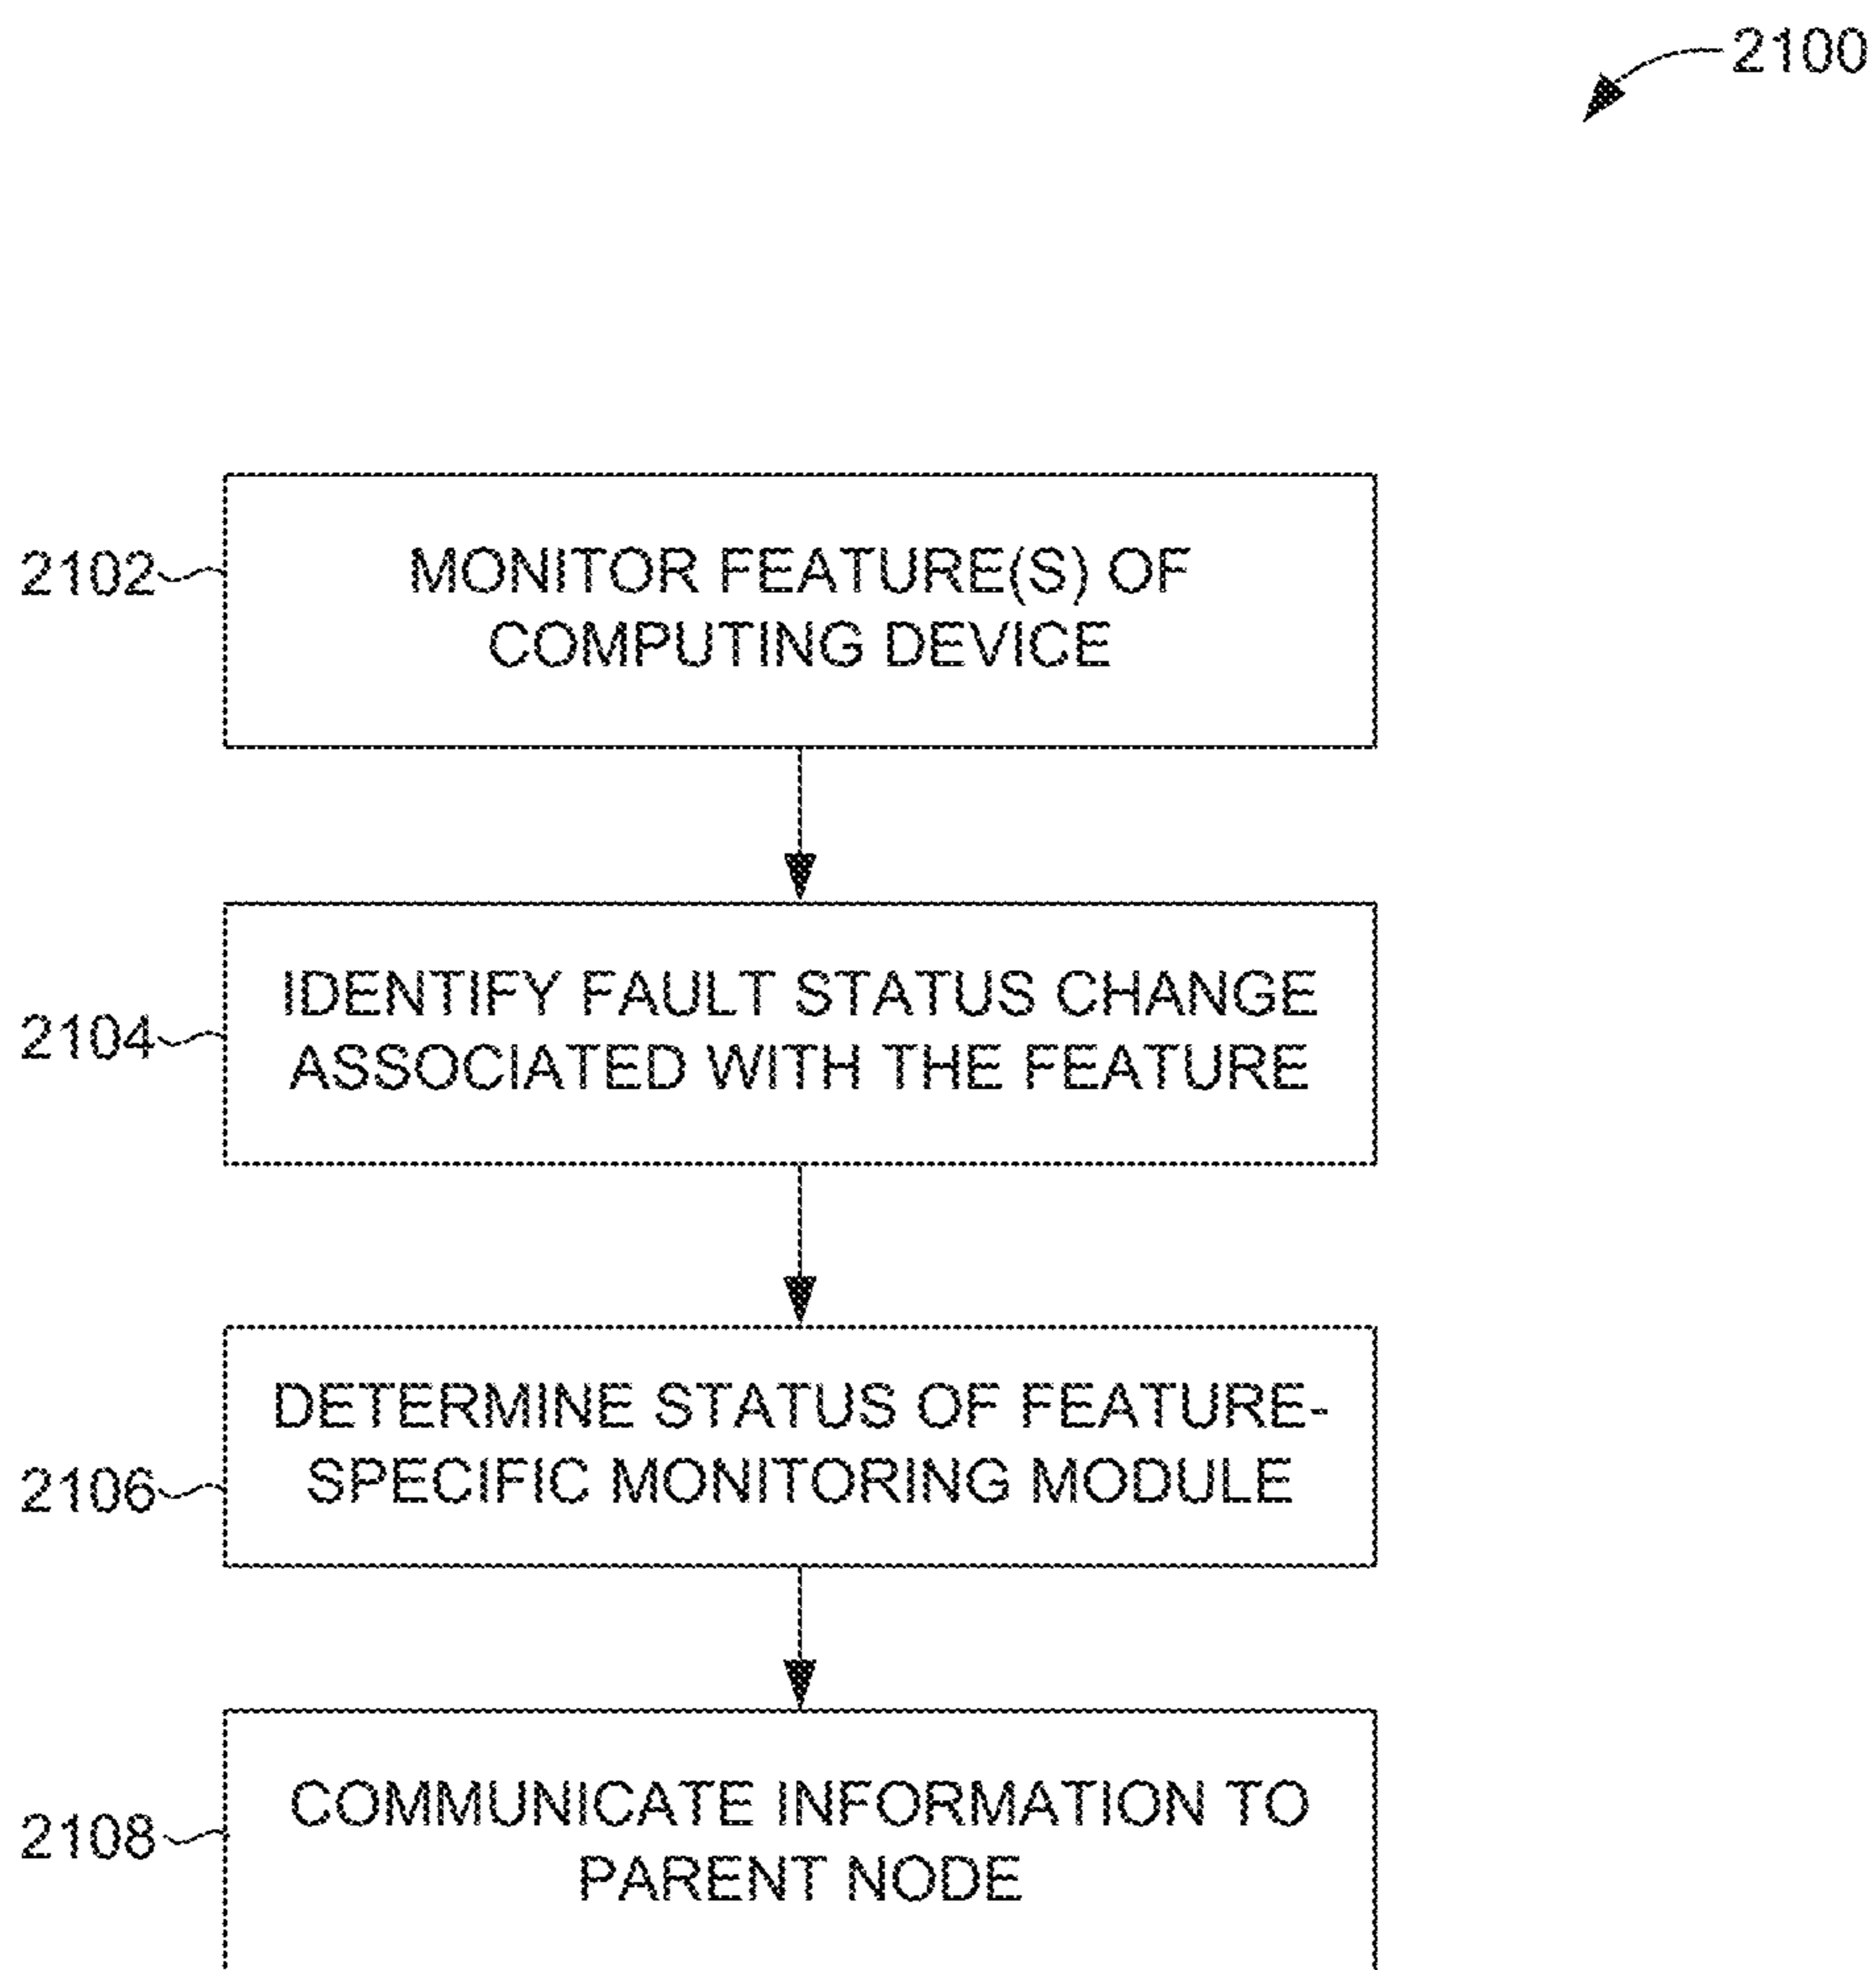 2100
2102
MONITOR FEATURE(S) OF
COMPUTING DEVICE
2104
IDENTIFY FAULT STATUS CHANGE
ASSOCIATED WITH THE FEATURE
2106
DETERMINE STATUS OF FEATURE-
SPECIFIC MONITORING MODULE
2108
COMMUNICATE INFORMATION TO
PARENT NODE